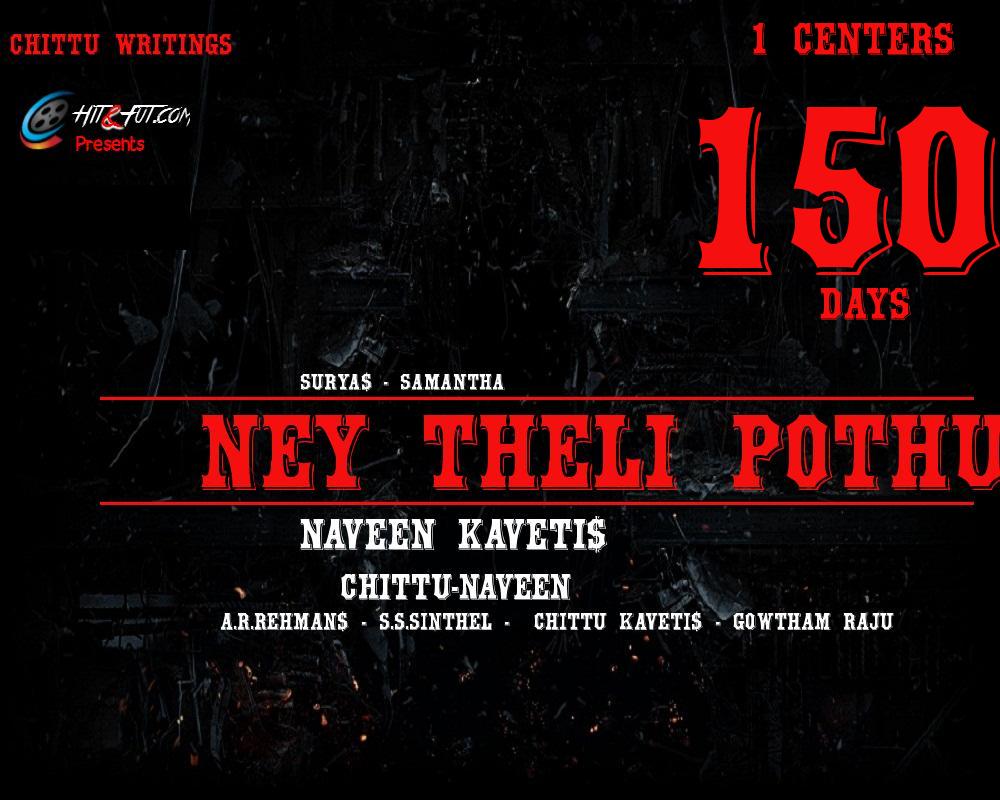 CHITTU WRITINGS
1 CENTERS
HIT&FUT.COM
Presents
150
DAYS
SURYA$ - SAMANTHA
NEY THELI POTHU
NAVEEN KAVETI$
CHITTU-NAVEEN
A.R.REHMAN$ - S.S.SINTHEL - CHITTU KAVETI$ - GOWTHAM RAJU